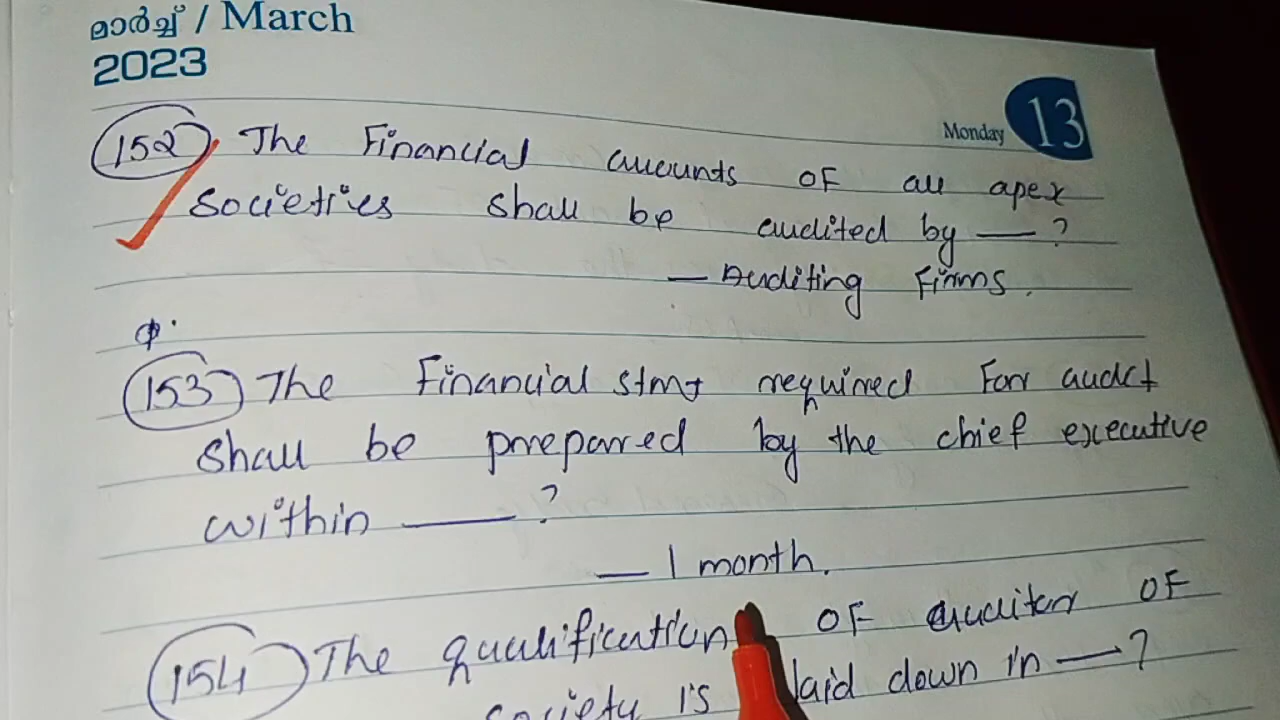 മാർച്ച് / March
2023
Monday 13
152 The Financial accounts OF all apex
Societies shall be audited by — ?
— Auditing Firms.
153 The Financial stmt required For audit
shall be prepared by the chief executive
within — ?
— 1 month.
154 The qualification OF auditor OF
society is laid down in — ?